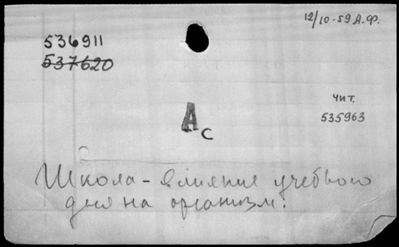 12/10-59 А.Ф.
536911
537620
Ас
чит.
535963
Школа - влияние учебного
дня на организм.